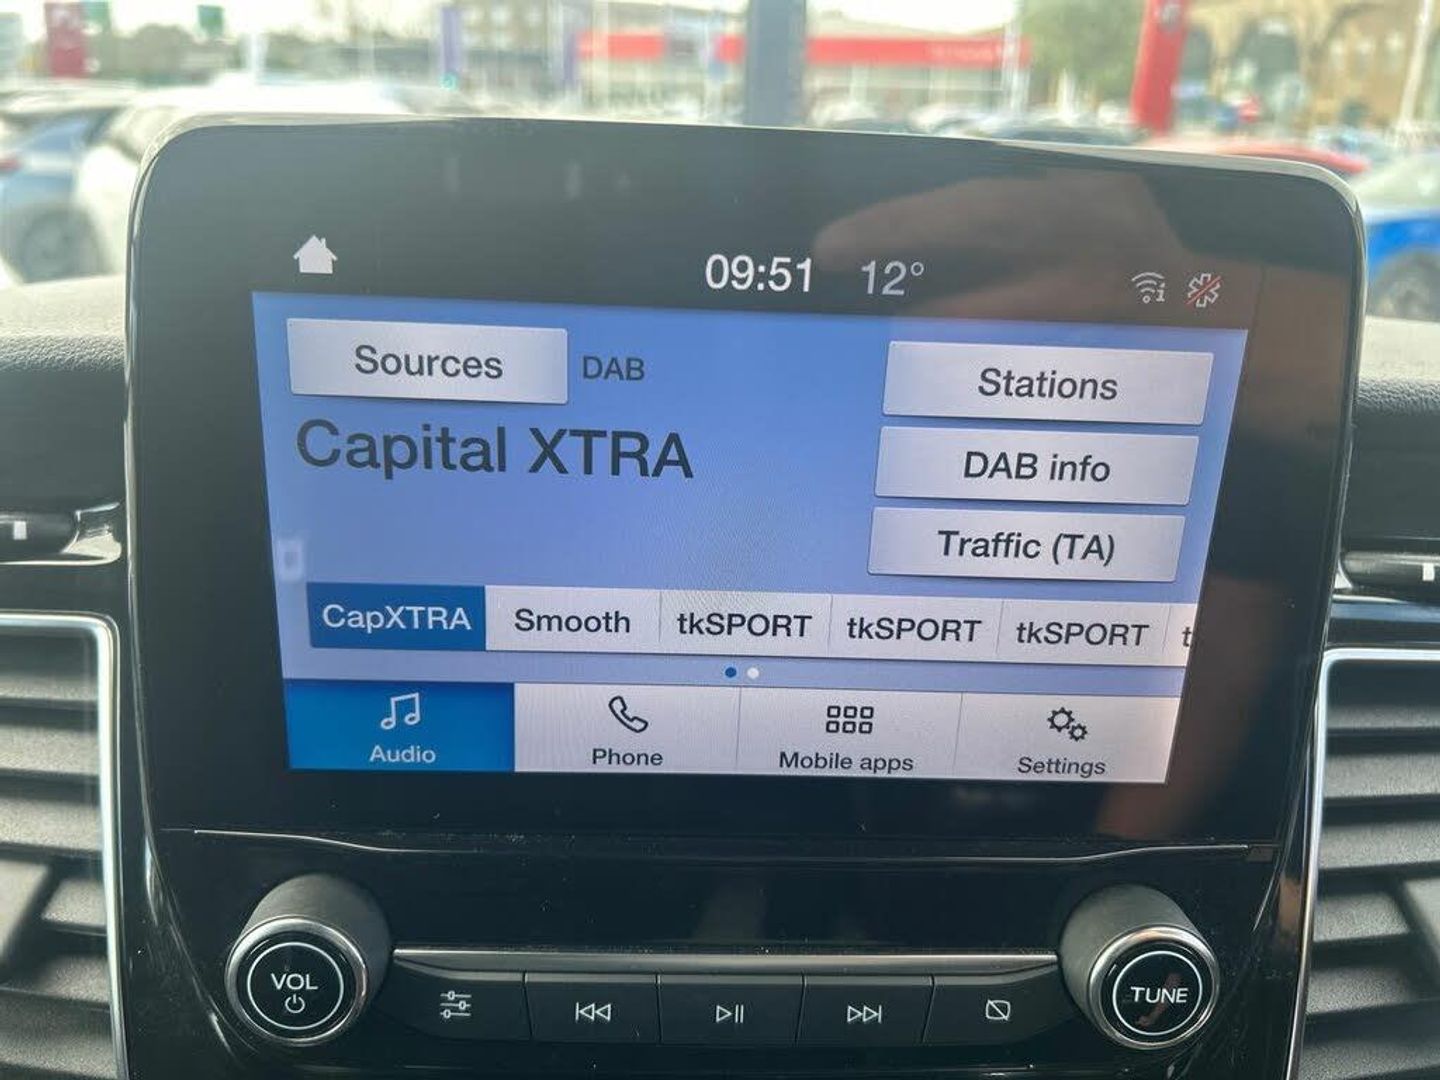 09:51 12°
Sources DAB
Stations
Capital XTRA
DAB info
Traffic (TA)
CapXTRA Smooth tkSPORT tkSPORT tkSPORT t
Audio Phone Mobile apps Settings
VOL
TUNE